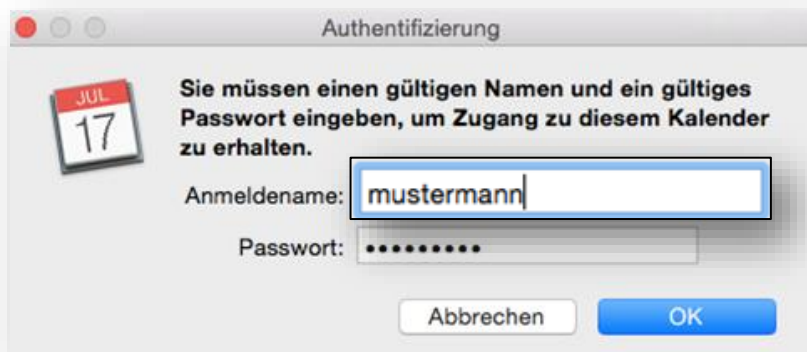 Authentifizierung
JUL
17
Sie müssen einen gültigen Namen und ein gültiges
Passwort eingeben, um Zugang zu diesem Kalender
zu erhalten.
Anmeldename: mustermann
Passwort: •••••••••
Abbrechen OK